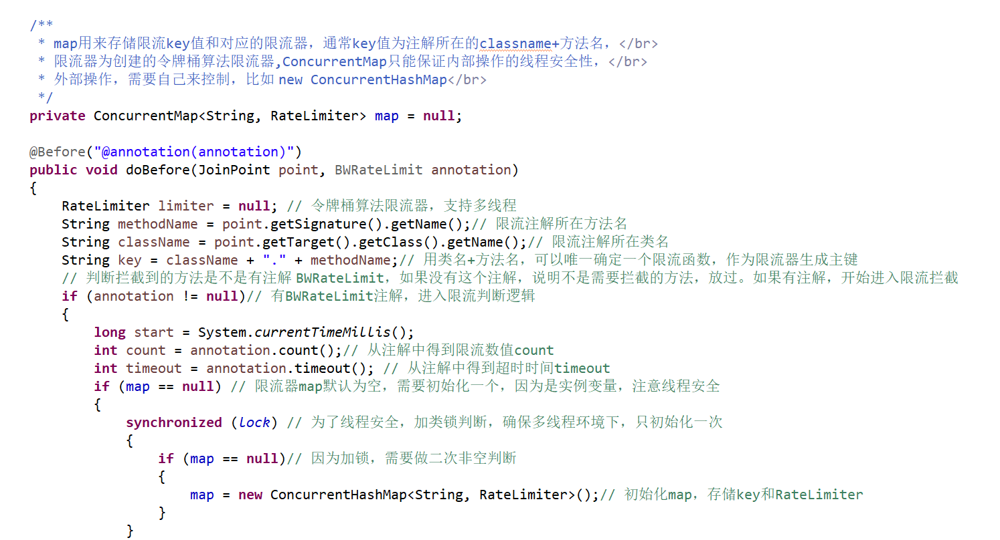 /**
 * map用来存储限流key值和对应的限流器，通常key值为注解所在的classname+方法名，</br>
 * 限流器为创建的令牌桶算法限流器,ConcurrentMap只能保证内部操作的线程安全性，</br>
 * 外部操作，需要自己来控制，比如 new ConcurrentHashMap</br>
 */
private ConcurrentMap<String, RateLimiter> map = null;
@Before("@annotation(annotation)")
public void doBefore(JoinPoint point, BWRateLimit annotation)
{
    RateLimiter limiter = null; // 令牌桶算法限流器，支持多线程
    String methodName = point.getSignature().getName();// 限流注解所在方法名
    String className = point.getTarget().getClass().getName();// 限流注解所在类名
    String key = className + "." + methodName;// 用类名+方法名，可以唯一确定一个限流函数，作为限流器生成主键
    // 判断拦截到的方法是不是有注解 BWRateLimit，如果没有这个注解，说明不是需要拦截的方法，放过。如果有注解，开始进入限流拦截
    if (annotation != null)// 有BWRateLimit注解，进入限流判断逻辑
    {
        long start = System.currentTimeMillis();
        int count = annotation.count();// 从注解中得到限流数值count
        int timeout = annotation.timeout(); // 从注解中得到超时时间timeout
        if (map == null) // 限流器map默认为空，需要初始化一个，因为是实例变量，注意线程安全
        {
            synchronized (lock) // 为了线程安全，加类锁判断，确保多线程环境下，只初始化一次
            {
                if (map == null)// 因为加锁，需要做二次非空判断
                {
                    map = new ConcurrentHashMap<String, RateLimiter>();// 初始化map，存储key和RateLimiter
                }
            }